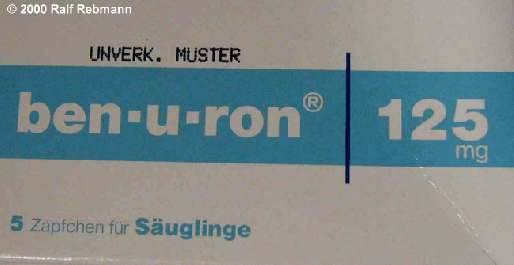 © 2000 Ralf Rebmann
UNVERK. MUSTER
ben·u·ron® 125 mg
5 Zäpfchen für Säuglinge